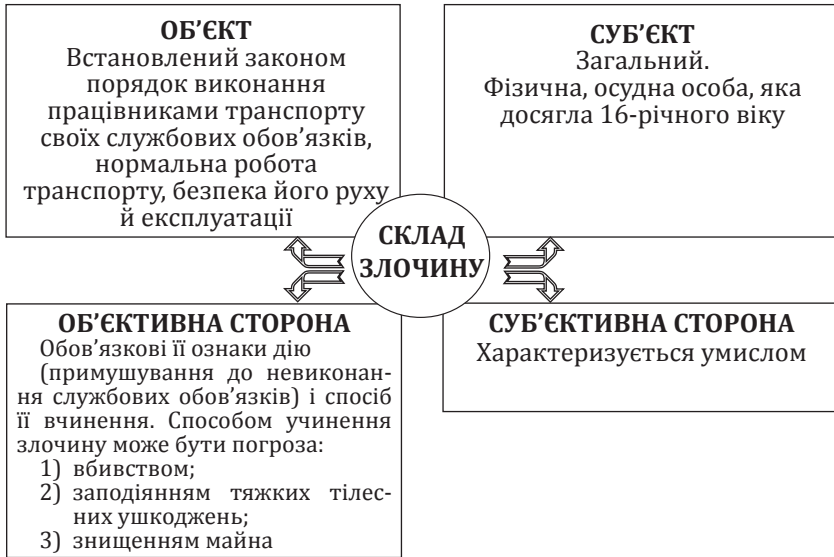 ОБ’ЄКТ
Встановлений законом
порядок виконання
працівниками транспорту
своїх службових обов’язків,
нормальна робота
транспорту, безпека його руху
й експлуатації
СУБ’ЄКТ
Загальний.
Фізична, осудна особа, яка
досягла 16-річного віку
СКЛАД
ЗЛОЧИНУ
ОБ’ЄКТИВНА СТОРОНА
Обов’язкові її ознаки дію
(примушування до невиконан-
ня службових обов’язків) і спосіб
її вчинення. Способом учинення
злочину може бути погроза:
1) вбивством;
2) заподіянням тяжких тілес-
них ушкоджень;
3) знищенням майна
СУБ’ЄКТИВНА СТОРОНА
Характеризується умислом